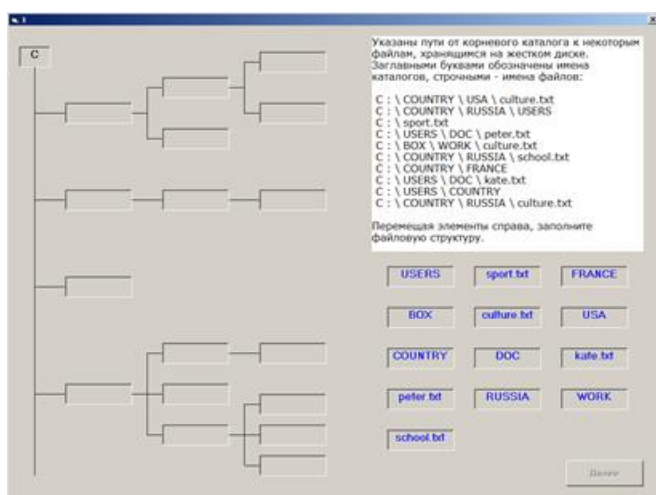 C
Указаны пути от корневого каталога к некоторым
файлам, хранящимся на жестком диске.
Заглавными буквами обозначены имена
каталогов, строчными - имена файлов:
C : \ COUNTRY \ USA \ culture.txt
C : \ COUNTRY \ RUSSIA \ USERS
C : \ sport.txt
C : \ USERS \ DOC \ peter.txt
C : \ BOX \ WORK \ culture.txt
C : \ COUNTRY \ RUSSIA \ school.txt
C : \ COUNTRY \ FRANCE
C : \ USERS \ DOC \ kate.txt
C : \ USERS \ COUNTRY
C : \ COUNTRY \ RUSSIA \ culture.txt
Перемещая элементы справа, заполните
файловую структуру.
USERS sport.txt FRANCE
BOX culture.txt USA
COUNTRY DOC kate.txt
peter.txt RUSSIA WORK
school.txt
Далее